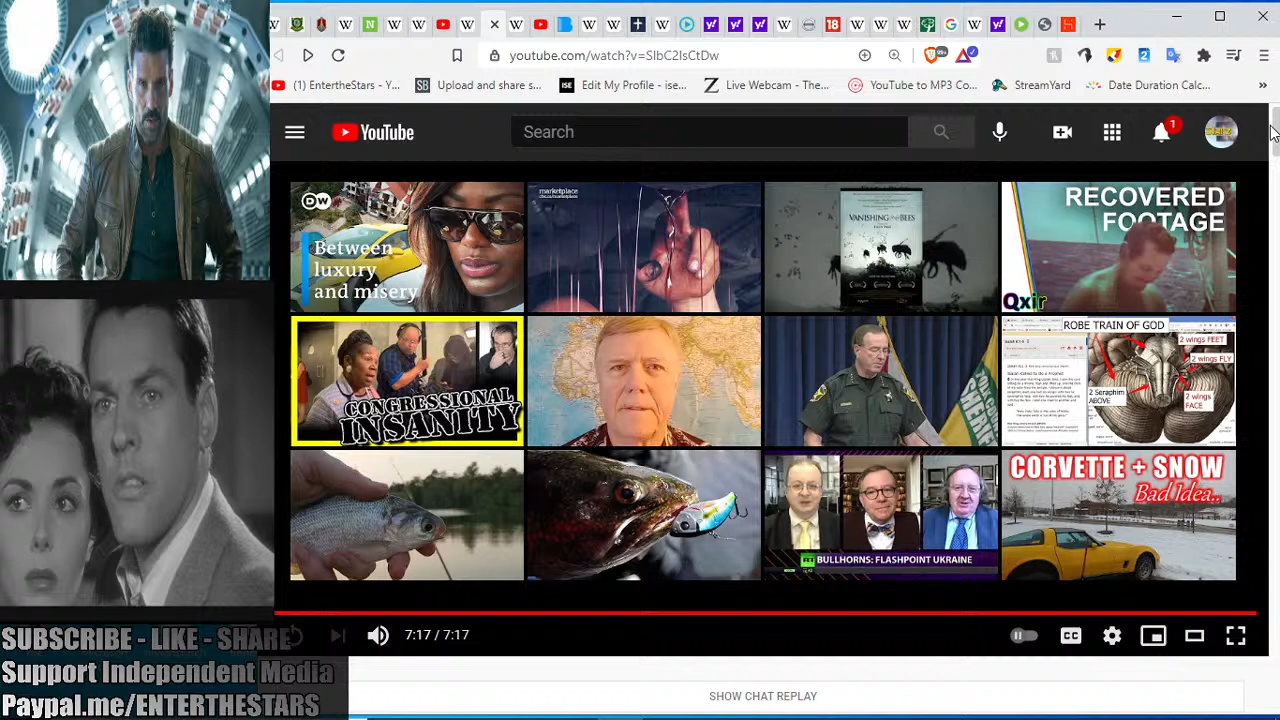 youtube.com/watch?v=SIbC2IsCtDw
(1) EntertheStars - Y...
Upload and share s...
Edit My Profile - ise...
Live Webcam - The...
YouTube to MP3 Co...
StreamYard
Date Duration Calc...
YouTube
Search
1
DW
Between
luxury
and misery
marketplace
VANISHING OF THE BEES
RECOVERED
FOOTAGE
Qxir
CONGRESSIONAL
INSANITY
ROBE TRAIN OF GOD
2 wings FEET
2 wings FLY
2 Seraphim
ABOVE
2 wings
FACE
RT
BULLHORNS: FLASHPOINT UKRAINE
CORVETTE + SNOW
Bad Idea..
7:17 / 7:17
CC
SHOW CHAT REPLAY
SUBSCRIBE - LIKE - SHARE
Support Independent Media
Paypal.me/ENTERTHESTARS